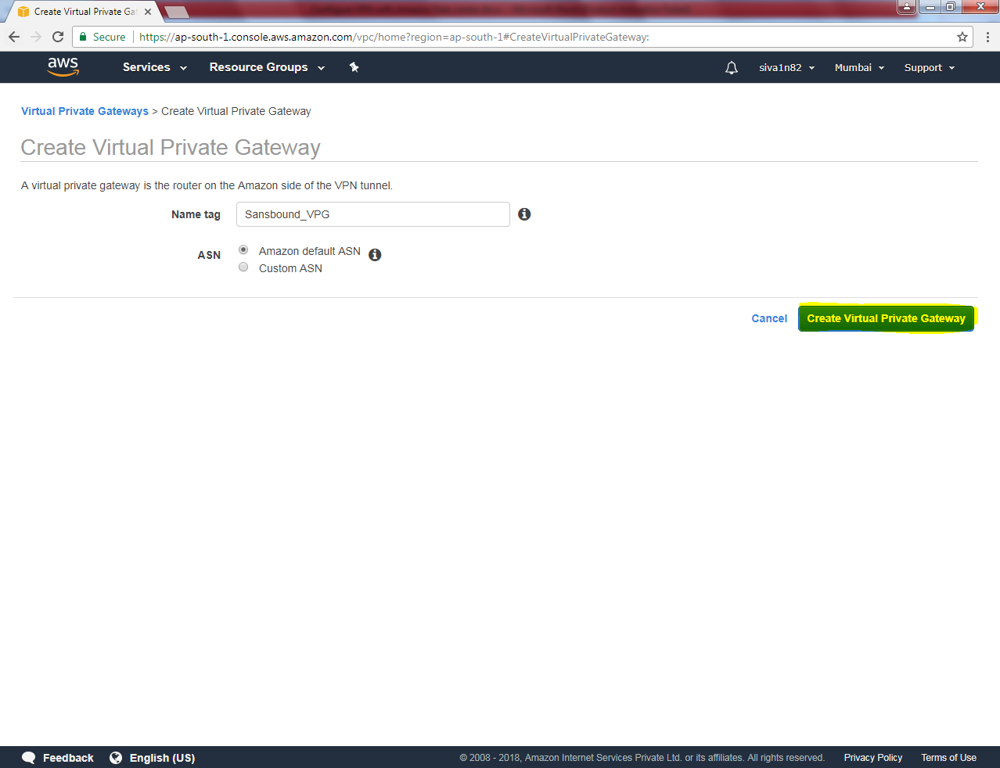 Create Virtual Private Gat
Secure
https://ap-south-1.console.aws.amazon.com/vpc/home?region=ap-south-1#CreateVirtualPrivateGateway:
aws
Services
Resource Groups
siva1n82
Mumbai
Support
Virtual Private Gateways > Create Virtual Private Gateway
Create Virtual Private Gateway
A virtual private gateway is the router on the Amazon side of the VPN tunnel.
Name tag
Sansbound_VPG
ASN
Amazon default ASN
Custom ASN
Cancel
Create Virtual Private Gateway
Feedback
English (US)
© 2008 - 2018, Amazon Internet Services Private Ltd. or its affiliates. All rights reserved.
Privacy Policy
Terms of Use